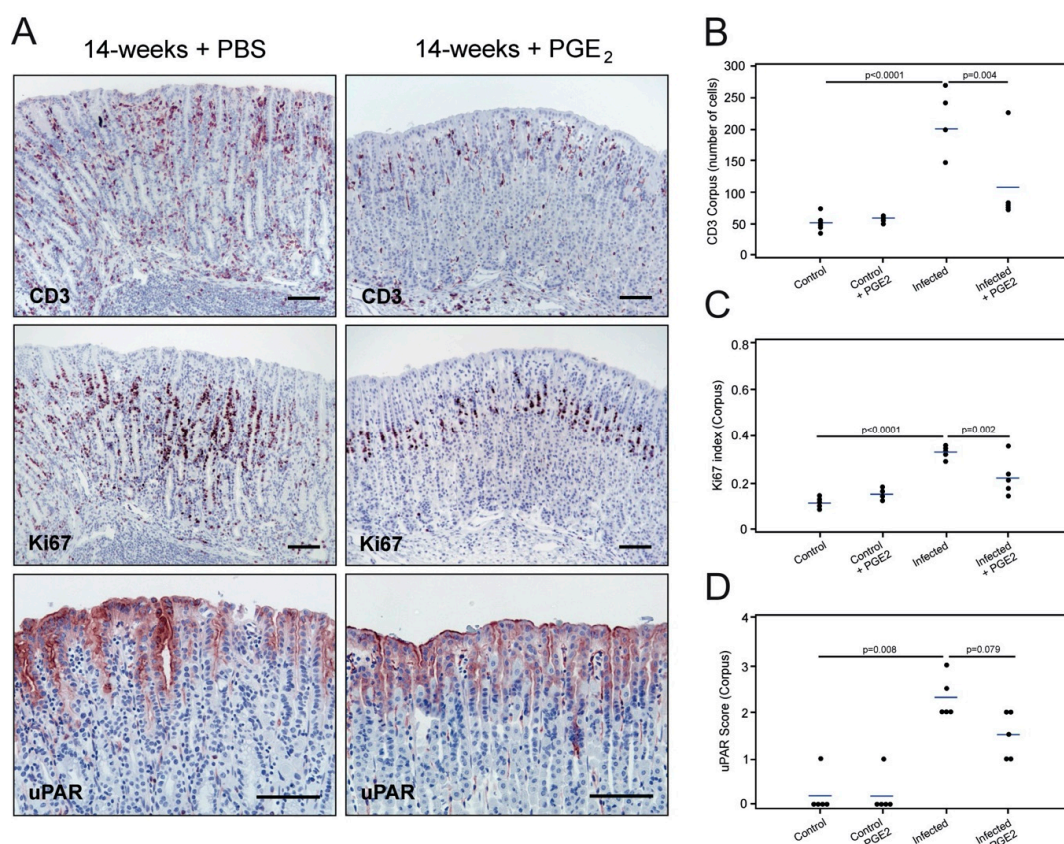 A
14-weeks + PBS
14-weeks + PGE2
CD3
CD3
Ki67
Ki67
uPAR
uPAR
B
CD3 Corpus (number of cells)
300
250
200
150
100
50
0
p<0.0001
p=0.004
Control
Control
+ PGE2
Infected
Infected
+ PGE2
C
Ki67 index (Corpus)
0.8
0.6
0.4
0.2
0
p<0.0001
p=0.002
Control
Control
+ PGE2
Infected
Infected
+ PGE2
D
uPAR Score (Corpus)
4
3
2
1
0
p=0.008
p=0.079
Control
Control
PGE2
Infected
Infected
PGE2